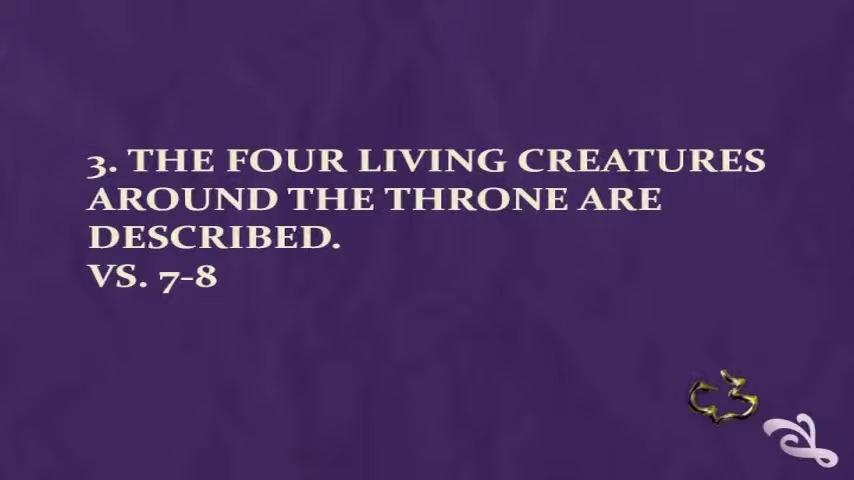 3. THE FOUR LIVING CREATURES
AROUND THE THRONE ARE
DESCRIBED.
VS. 7-8